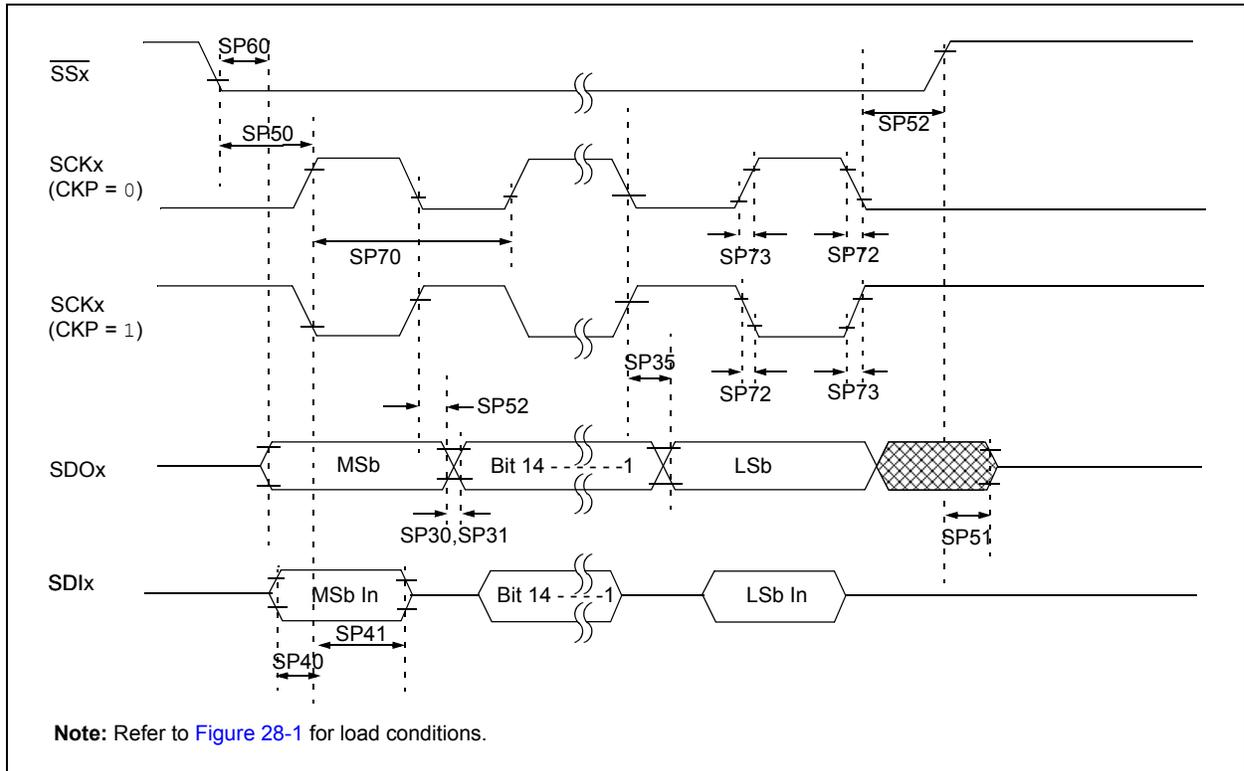 SP60
SSx
SP52
SP50
SCKx
(CKP = 0)
SP70
SP73
SP72
SCKx
(CKP = 1)
SP35
SP72
SP73
SP52
SDOx
MSb
Bit 14 - - - - - -1
LSb
SP30,SP31
SP51
SDIx
MSb In
Bit 14 - - - -1
LSb In
SP41
SP40
Note: Refer to Figure 28-1 for load conditions.